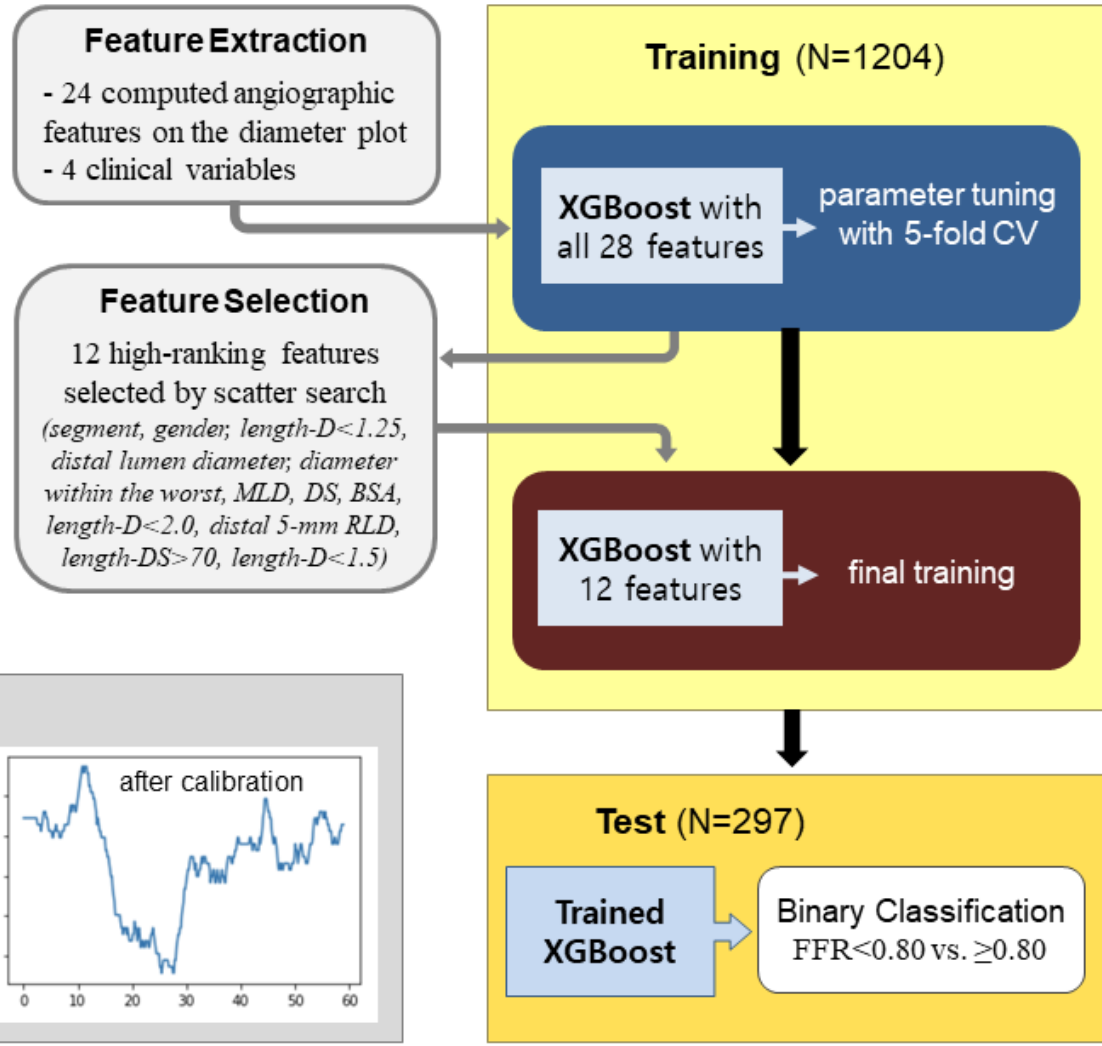 Feature Extraction
- 24 computed angiographic
features on the diameter plot
- 4 clinical variables
Training (N=1204)
XGBoost with
all 28 features
parameter tuning
with 5-fold CV
Feature Selection
12 high-ranking features
selected by scatter search
(segment, gender, length-D<1.25,
distal lumen diameter, diameter
within the worst, MLD, DS, BSA,
length-D<2.0, distal 5-mm RLD,
length-DS>70, length-D<1.5)
XGBoost with
12 features
final training
after calibration
0 10 20 30 40 50 60
Test (N=297)
Trained
XGBoost
Binary Classification
FFR<0.80 vs. ≥0.80